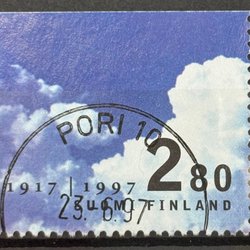 PORI 10
1917 | 1997
2 80
SUOMI FINLAND
23.6.97